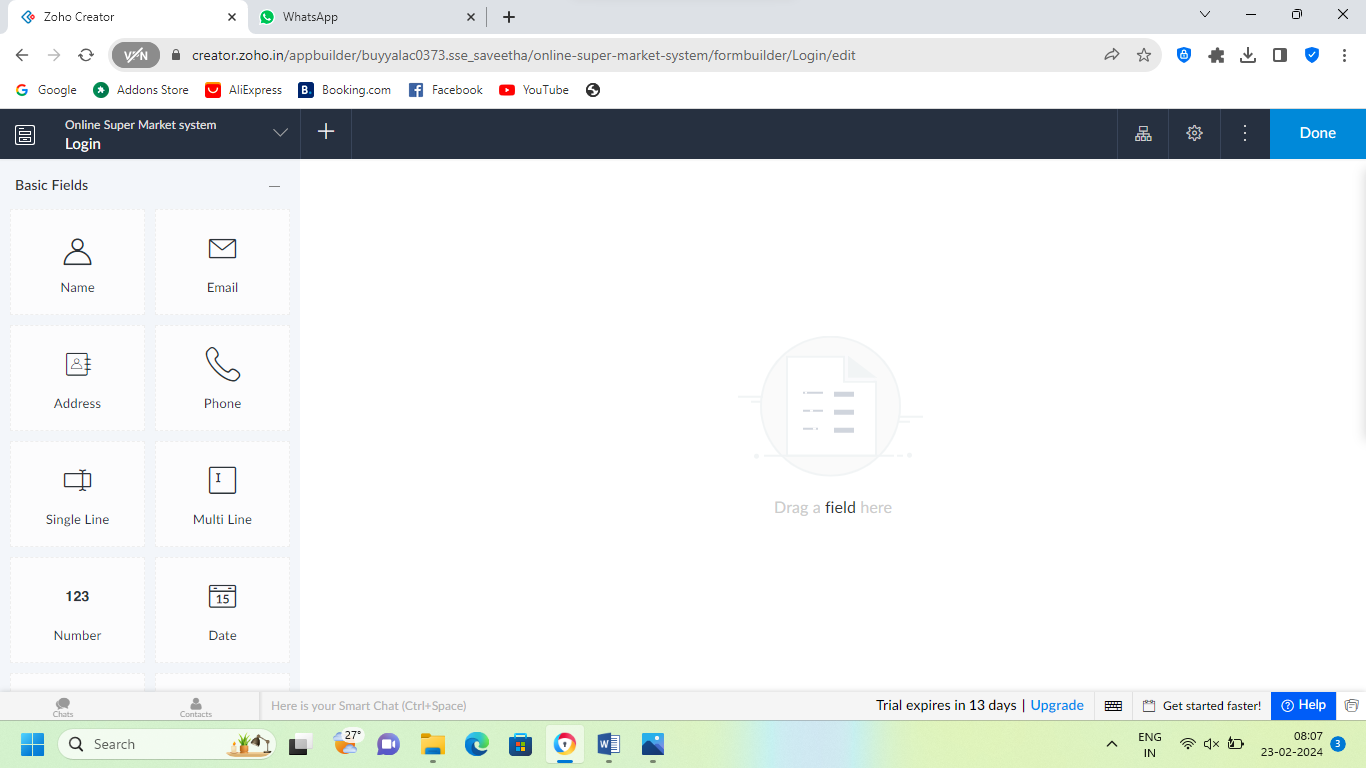 Zoho Creator
WhatsApp
VPN
creator.zoho.in/appbuilder/buyyalac0373.sse_saveetha/online-super-market-system/formbuilder/Login/edit
Google
Addons Store
AliExpress
B.
Booking.com
Facebook
YouTube
Online Super Market system
Login
Done
Basic Fields
Name
Email
Address
Phone
Single Line
Multi Line
123
15
Number
Date
Drag a field here
Chats
Contacts
Here is your Smart Chat (Ctrl+Space)
Trial expires in 13 days | Upgrade
Get started faster!
Help
Search
27°
ENG
IN
08:07
23-02-2024
3